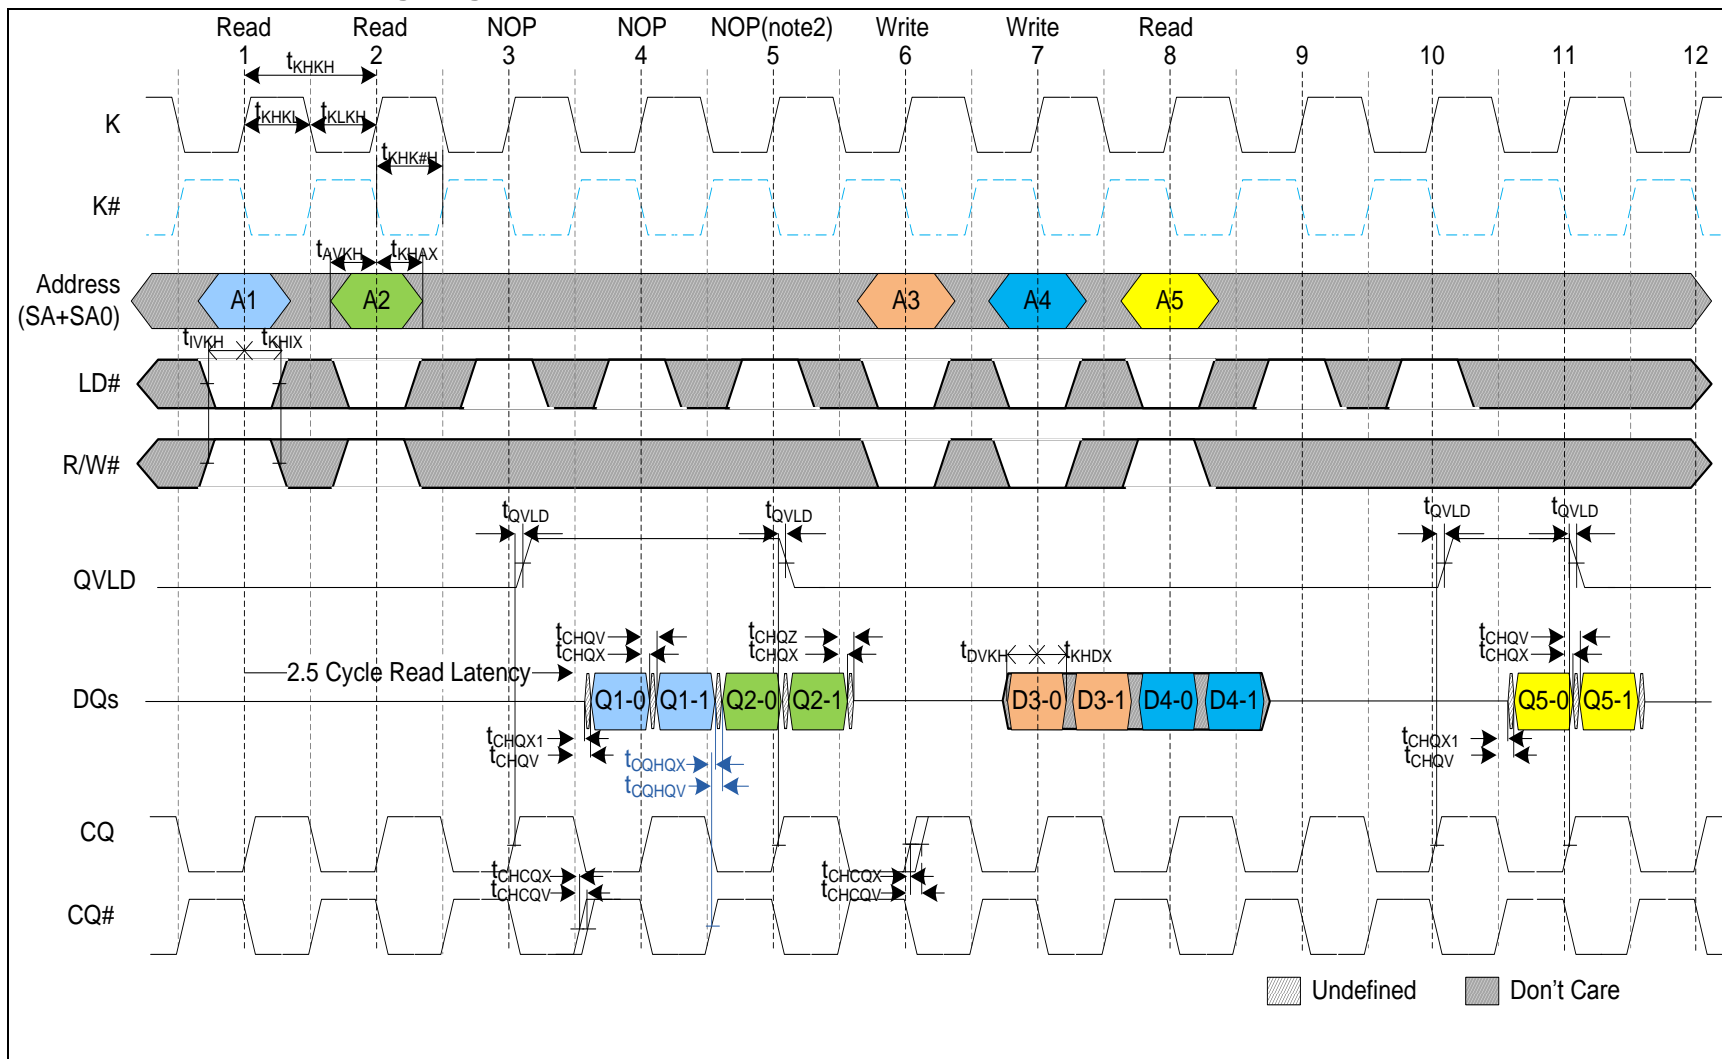 Read Read NOP NOP NOP(note2) Write Write Read
1 2 3 4 5 6 7 8 9 10 11 12
tKHKH
K tKHKL tKLKH
tKHK#H
K#
tAVKH tKHAX
Address
(SA+SA0)
A1 A2 A3 A4 A5
tIVKH tKHIX
LD#
R/W#
tQVLD tQVLD tQVLD tQVLD
QVLD
tCHQV tCHQZ tCHQV
tCHQX tCHQX tDVKH tKHDX tCHQX
2.5 Cycle Read Latency
DQs Q1-0 Q1-1 Q2-0 Q2-1 D3-0 D3-1 D4-0 D4-1 Q5-0 Q5-1
tCHQX1 tCHQX1
tCHQV tCHQV
tCQHQX
tCQHQV
CQ
tCHCQX tCHCQX
tCHCQV tCHCQV
CQ#
Undefined Don't Care